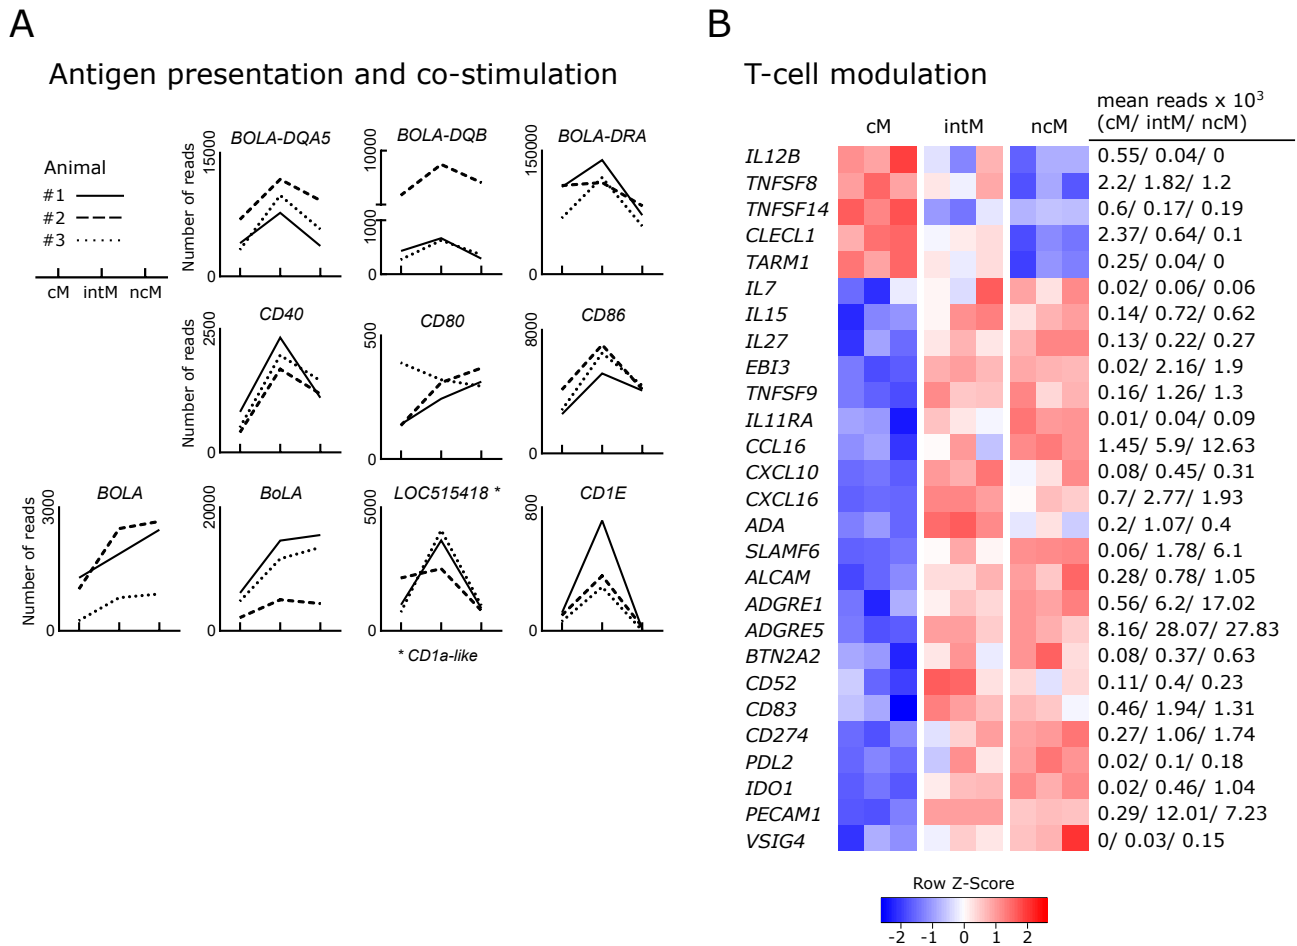 A
Antigen presentation and co-stimulation
Animal
#1
#2
#3
cM intM ncM
BOLA-DQA5
Number of reads
15000
0
BOLA-DQB
10000
1000
0
BOLA-DRA
150000
0
CD40
Number of reads
2500
0
CD80
500
0
CD86
8000
0
BOLA
Number of reads
3000
0
BoLA
20000
0
LOC515418 *
5000
0
* CD1a-like
CD1E
800
0
B
T-cell modulation
mean reads x 10³
cM intM ncM (cM/ intM/ ncM)
IL12B 0.55/ 0.04/ 0
TNFSF8 2.2/ 1.82/ 1.2
TNFSF14 0.6/ 0.17/ 0.19
CLECL1 2.37/ 0.64/ 0.1
TARM1 0.25/ 0.04/ 0
IL7 0.02/ 0.06/ 0.06
IL15 0.14/ 0.72/ 0.62
IL27 0.13/ 0.22/ 0.27
EBI3 0.02/ 2.16/ 1.9
TNFSF9 0.16/ 1.26/ 1.3
IL11RA 0.01/ 0.04/ 0.09
CCL16 1.45/ 5.9/ 12.63
CXCL10 0.08/ 0.45/ 0.31
CXCL16 0.7/ 2.77/ 1.93
ADA 0.2/ 1.07/ 0.4
SLAMF6 0.06/ 1.78/ 6.1
ALCAM 0.28/ 0.78/ 1.05
ADGRE1 0.56/ 6.2/ 17.02
ADGRE5 8.16/ 28.07/ 27.83
BTN2A2 0.08/ 0.37/ 0.63
CD52 0.11/ 0.4/ 0.23
CD83 0.46/ 1.94/ 1.31
CD274 0.27/ 1.06/ 1.74
PDL2 0.02/ 0.1/ 0.18
IDO1 0.02/ 0.46/ 1.04
PECAM1 0.29/ 12.01/ 7.23
VSIG4 0/ 0.03/ 0.15
Row Z-Score
-2 -1 0 1 2